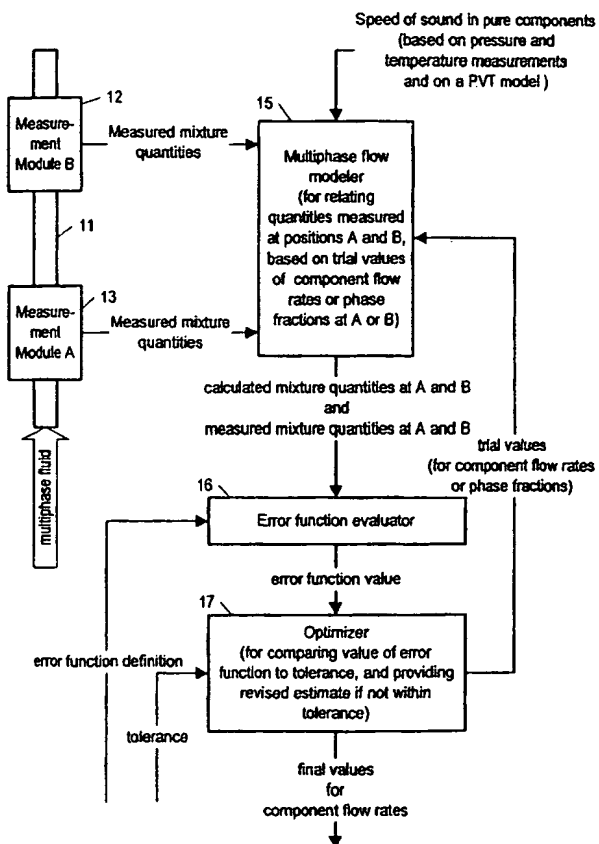 Speed of sound in pure components
(based on pressure and
temperature measurements
and on a PVT model )
12
Measure-
ment
Module B
Measured mixture
quantities
15
Multiphase flow
modeler
(for relating
quantities measured
at positions A and B,
based on trial values
of component flow
rates or phase
fractions at A or B)
11
13
Measure-
ment
Module A
Measured mixture
quantities
multiphase fluid
calculated mixture quantities at A and B
and
measured mixture quantities at A and B
trial values
(for component flow rates
or phase fractions)
16
Error function evaluator
error function value
17
Optimizer
(for comparing value of error
function to tolerance, and providing
revised estimate if not within
tolerance)
error function definition
tolerance
final values
for
component flow rates